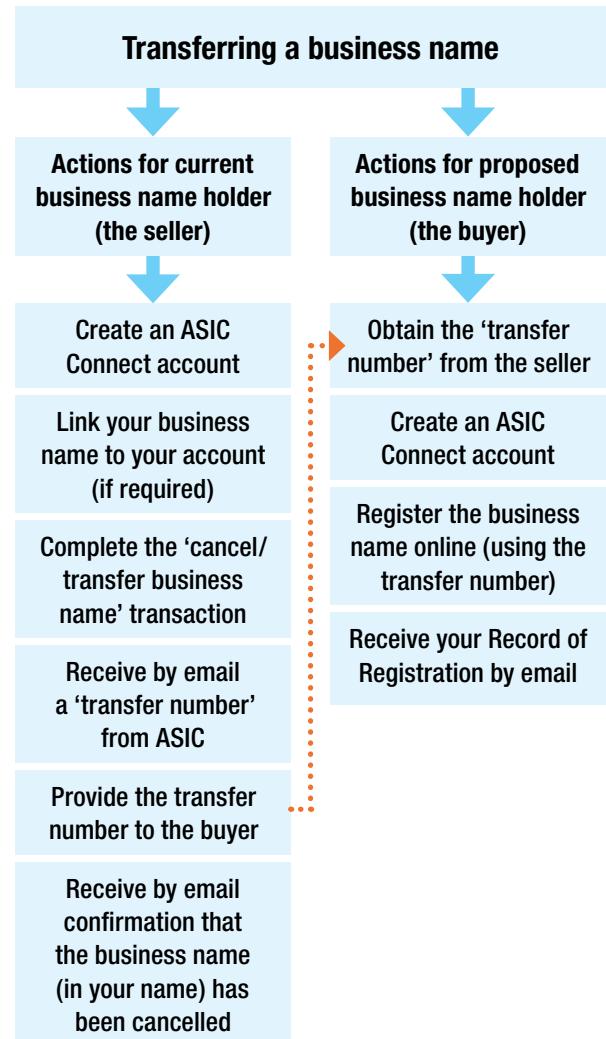 Transferring a business name
Actions for current
business name holder
(the seller)
Create an ASIC
Connect account
Link your business
name to your account
(if required)
Complete the ‘cancel/
transfer business
name’ transaction
Receive by email
a ‘transfer number’
from ASIC
Provide the transfer
number to the buyer
Receive by email
confirmation that
the business name
(in your name) has
been cancelled
Actions for proposed
business name holder
(the buyer)
Obtain the ‘transfer
number’ from the seller
Create an ASIC
Connect account
Register the business
name online (using the
transfer number)
Receive your Record of
Registration by email